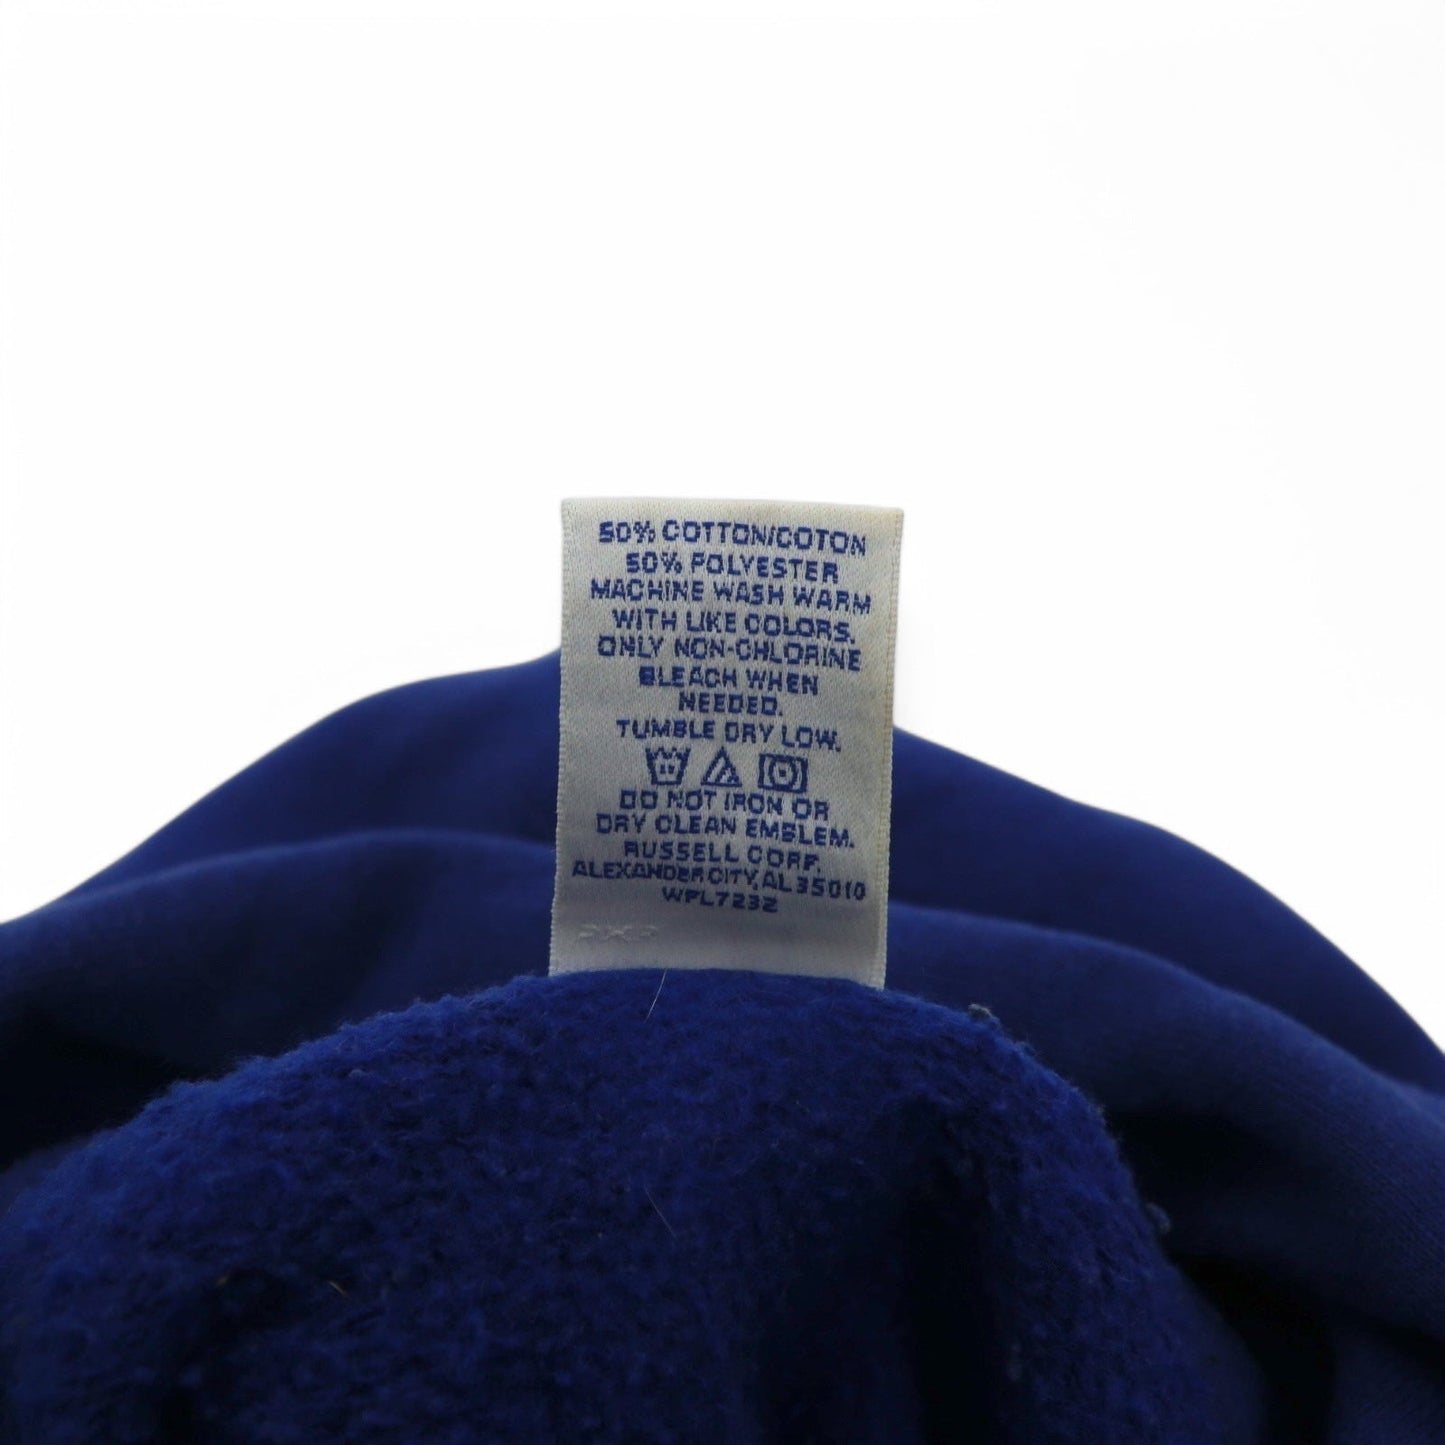 50% COTTON/COTON
50% POLYESTER
MACHINE WASH WARM
WITH LIKE COLORS.
ONLY NON-CHLORINE
BLEACH WHEN
NEEDED.
TUMBLE DRY LOW.
DO NOT IRON OR
DRY CLEAN EMBLEM.
RUSSELL CORP.
ALEXANDER CITY, AL 35010
WPL7232